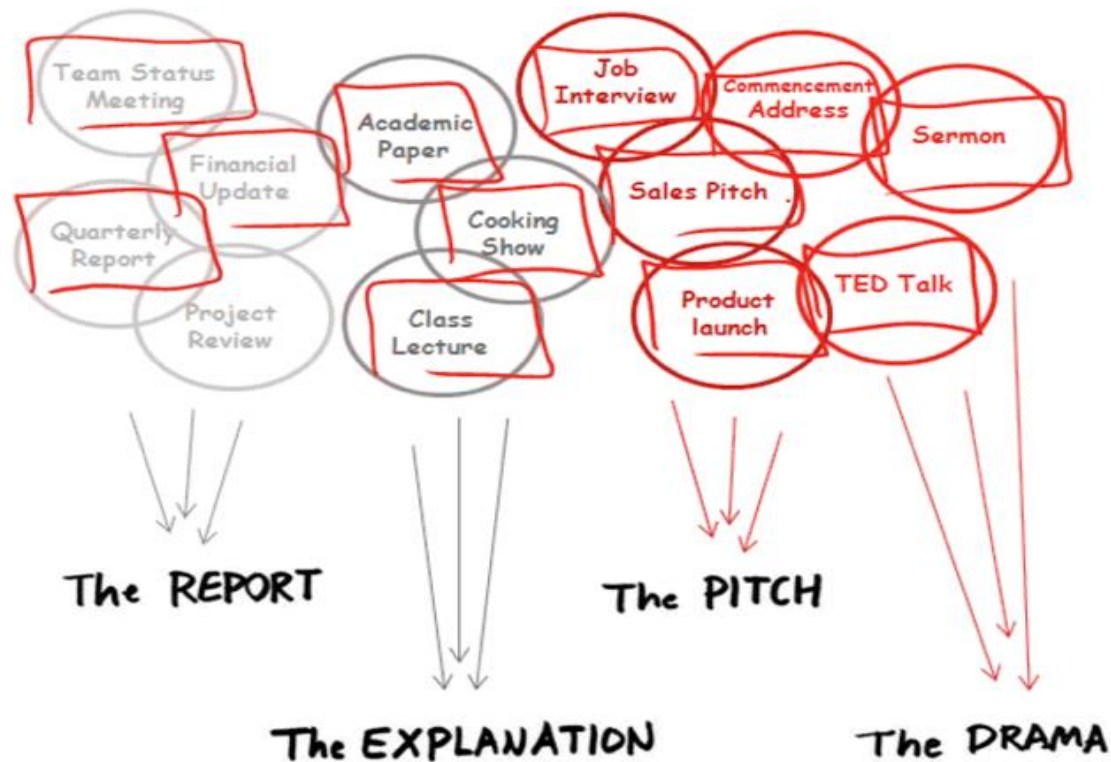 Team Status
Meeting
Financial
Update
Quarterly
Report
Project
Review
Academic
Paper
Cooking
Show
Class
Lecture
Job
Interview
Commencement
Address
Sermon
Sales Pitch
Product
launch
TED Talk
The REPORT
The PITCH
The EXPLANATION
The DRAMA